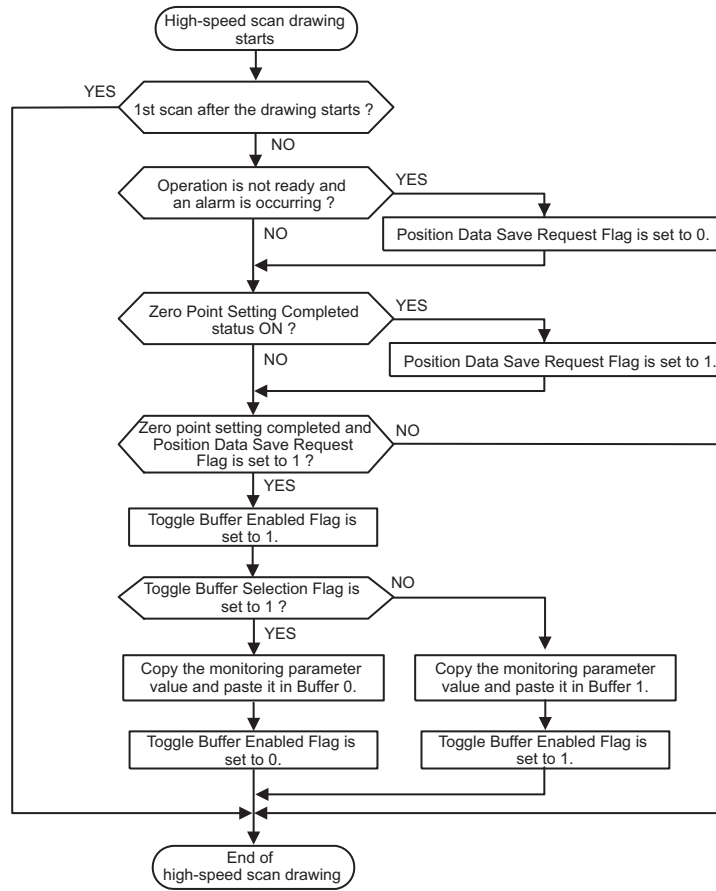 High-speed scan drawing
starts
YES
1st scan after the drawing starts ?
NO
Operation is not ready and
an alarm is occurring ?
YES
Position Data Save Request Flag is set to 0.
NO
Zero Point Setting Completed
status ON ?
YES
Position Data Save Request Flag is set to 1.
NO
Zero point setting completed and
Position Data Save Request
Flag is set to 1 ?
NO
YES
Toggle Buffer Enabled Flag is
set to 1.
Toggle Buffer Selection Flag is
set to 1 ?
NO
YES
Copy the monitoring parameter
value and paste it in Buffer 0.
Copy the monitoring parameter
value and paste it in Buffer 1.
Toggle Buffer Enabled Flag is
set to 0.
Toggle Buffer Enabled Flag is
set to 1.
End of
high-speed scan drawing